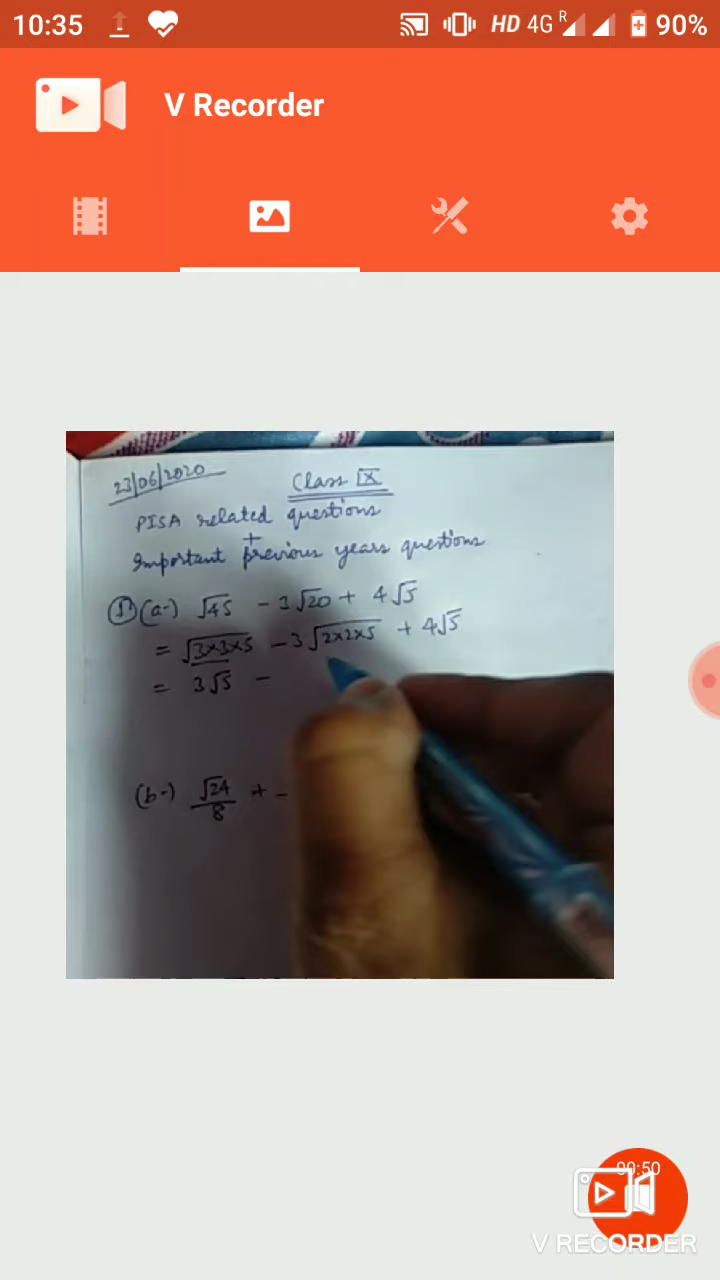 10:35 HD 4G R 90%
V Recorder
23/06/2020 Class IX
PISA related questions
+
Important previous years questions
① (a-) √45 - 3√20 + 4√5
= √3×3×5 - 3√2×2×5 + 4√5
= 3√5 -
(b-) √24/8 + -
00:50
V RECORDER